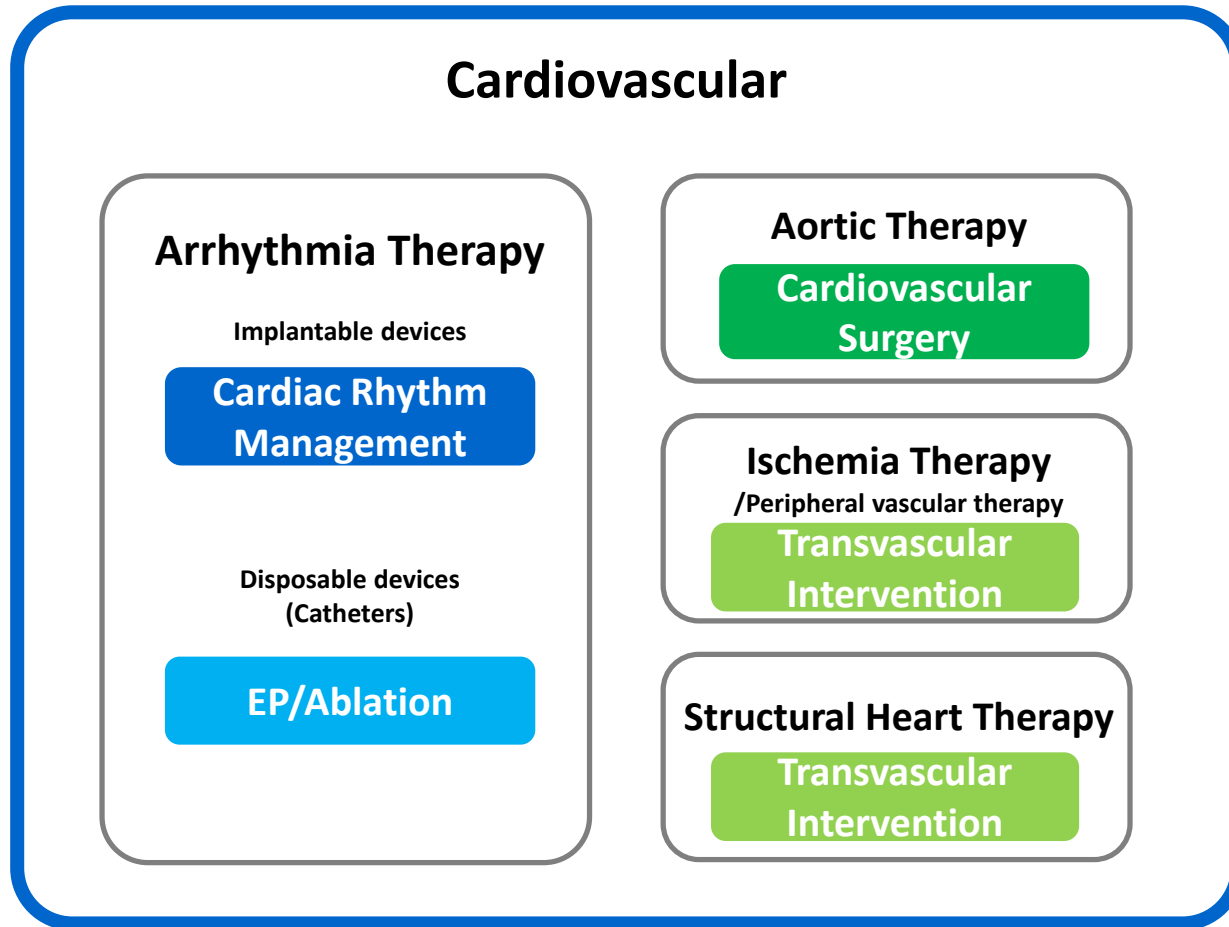 Cardiovascular
Arrhythmia Therapy
Implantable devices
Cardiac Rhythm
Management
Disposable devices
(Catheters)
EP/Ablation
Aortic Therapy
Cardiovascular
Surgery
Ischemia Therapy
/Peripheral vascular therapy
Transvascular
Intervention
Structural Heart Therapy
Transvascular
Intervention